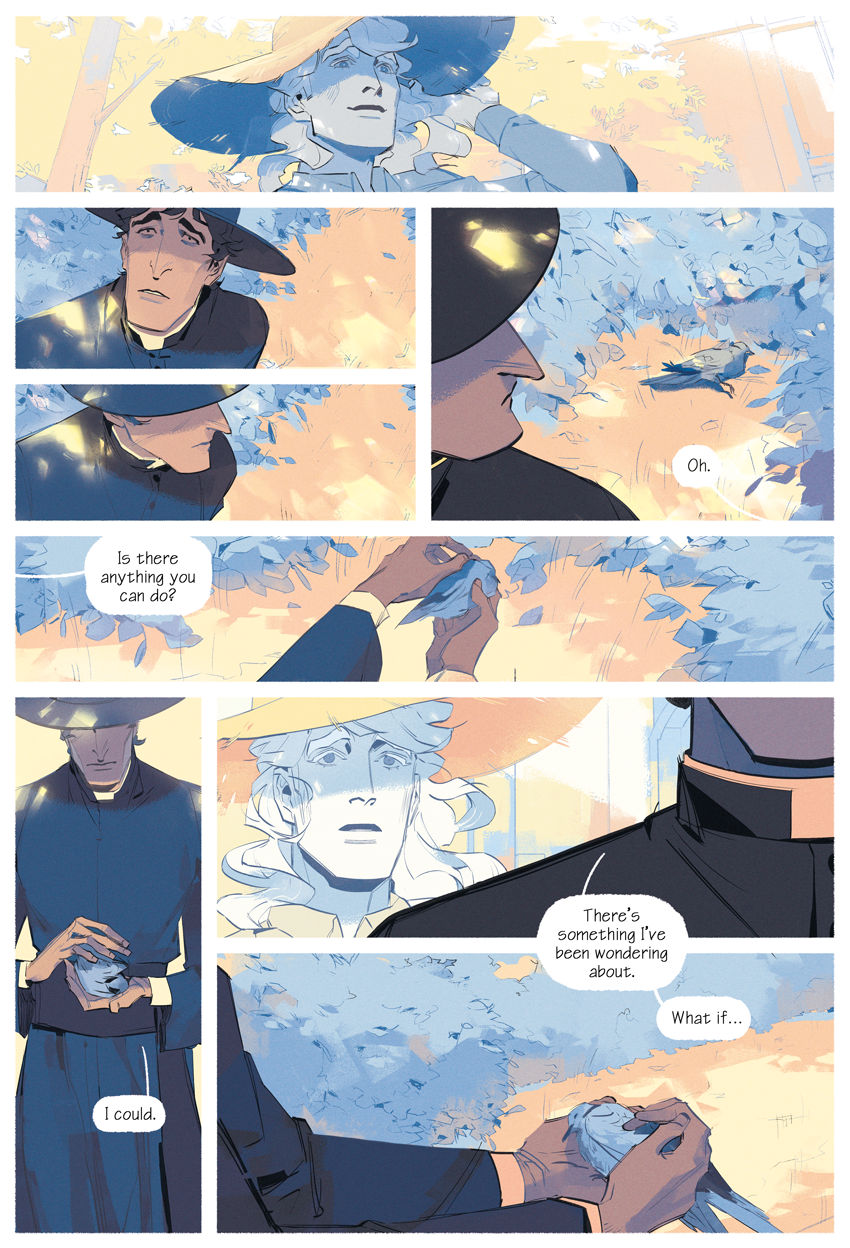 Oh.
Is there
anything you
can do?
I could.
There's
something I've
been wondering
about.
What if...